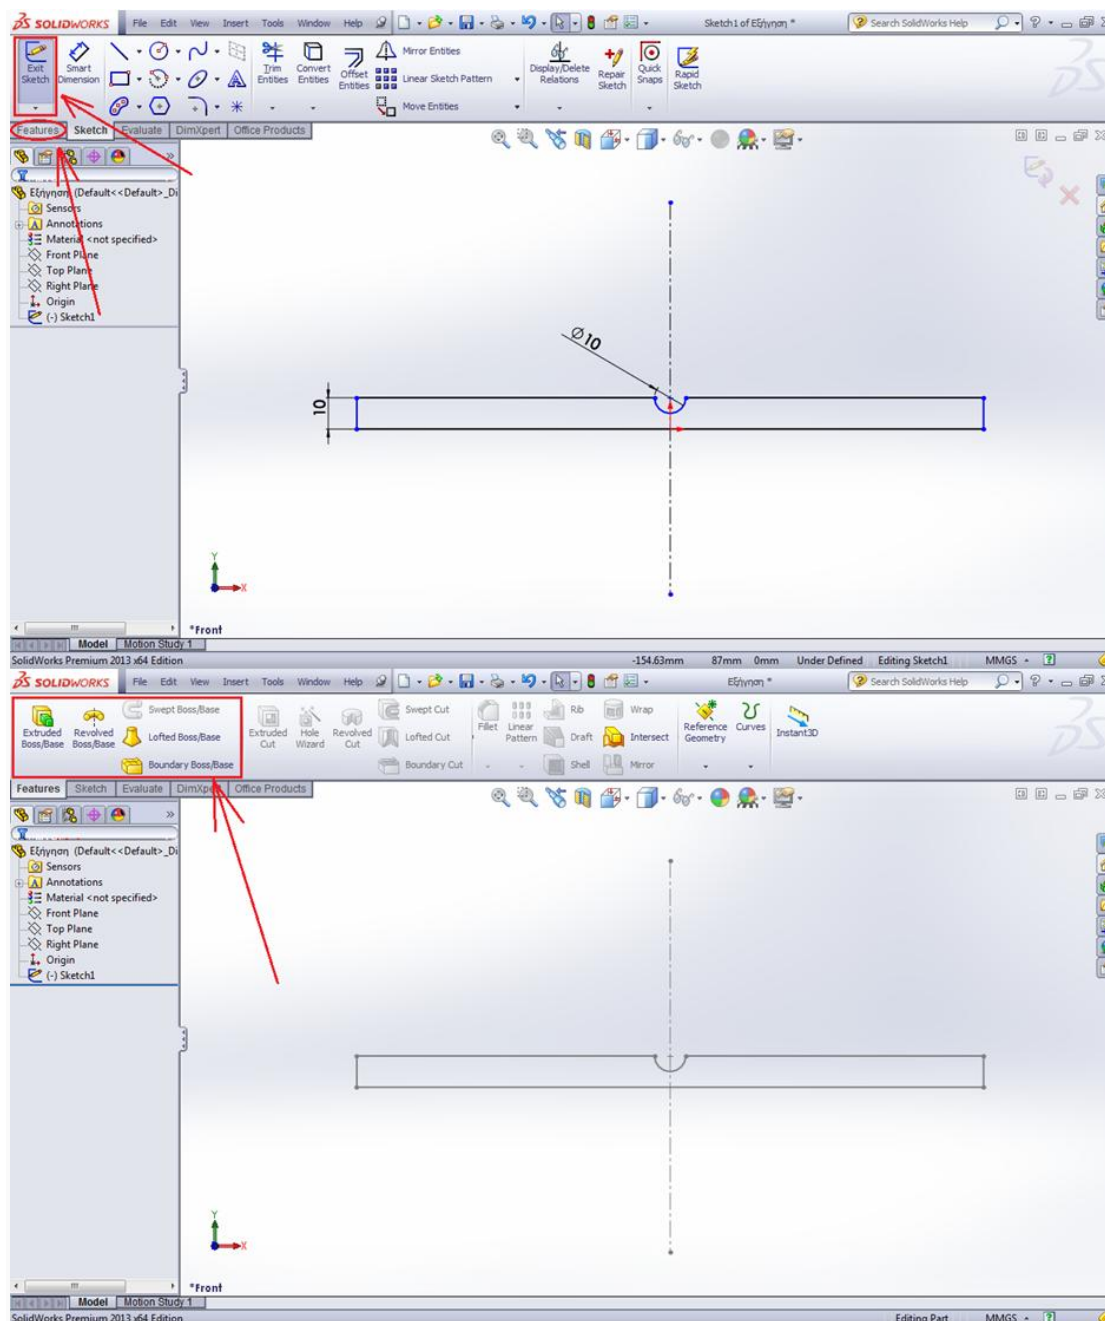 SOLIDWORKS File Edit View Insert Tools Window Help Sketch1 of Εξήγηση * Search SolidWorks Help
Exit Sketch
Smart Dimension
Trim Entities
Convert Entities
Offset Entities
Mirror Entities
Linear Sketch Pattern
Move Entities
Display/Delete Relations
Repair Sketch
Quick Snaps
Rapid Sketch
Features Sketch Evaluate DimXpert Office Products
Εξήγηση (Default<<Default>_Di
Sensors
Annotations
Material <not specified>
Front Plane
Top Plane
Right Plane
Origin
(-) Sketch1
Ø10
10
Y
X
*Front
Model Motion Study 1
SolidWorks Premium 2013 x64 Edition -154.63mm 87mm 0mm Under Defined Editing Sketch1 MMGS
SOLIDWORKS File Edit View Insert Tools Window Help Εξήγηση * Search SolidWorks Help
Extruded Boss/Base
Revolved Boss/Base
Swept Boss/Base
Lofted Boss/Base
Boundary Boss/Base
Extruded Cut
Hole Wizard
Revolved Cut
Swept Cut
Lofted Cut
Boundary Cut
Fillet
Linear Pattern
Rib
Draft
Shell
Wrap
Intersect
Mirror
Reference Geometry
Curves
Instant3D
Features Sketch Evaluate DimXpert Office Products
Εξήγηση (Default<<Default>_Di
Sensors
Annotations
Material <not specified>
Front Plane
Top Plane
Right Plane
Origin
(-) Sketch1
Y
X
*Front
Model Motion Study 1
SolidWorks Premium 2013 x64 Edition Editing Part MMGS